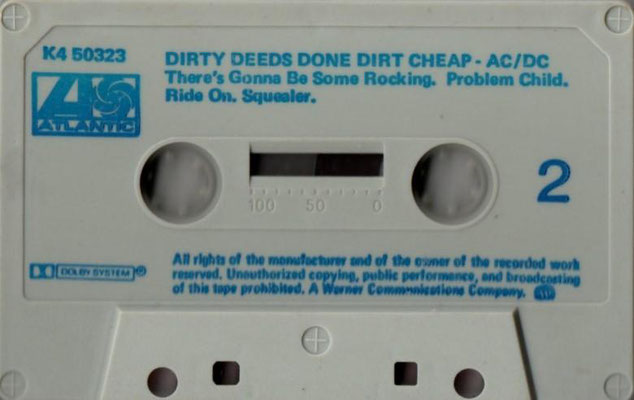 K4 50323
DIRTY DEEDS DONE DIRT CHEAP - AC/DC
There's Gonna Be Some Rocking. Problem Child.
Ride On. Squealer.
ATLANTIC
2
100 50 0
DOLBY SYSTEM ®
All rights of the manufacturer and of the owner of the recorded work
reserved. Unauthorized copying, public performance, and broadcasting
of this tape prohibited. A Warner Communications Company.